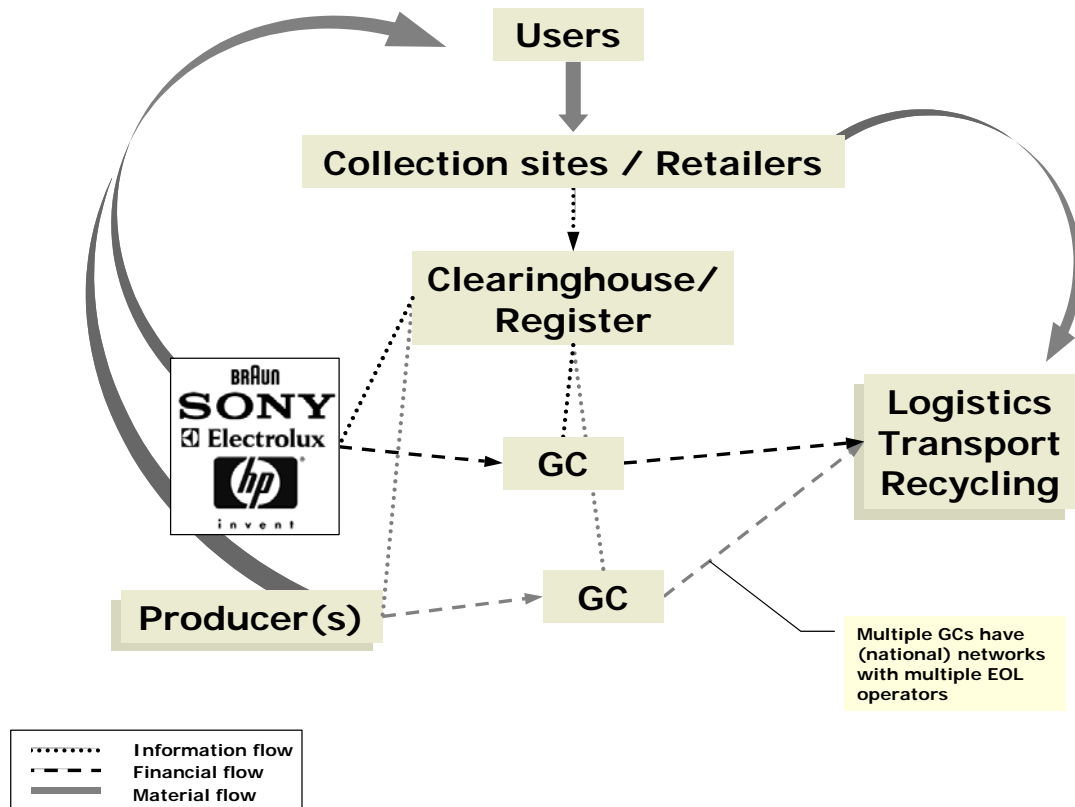 Users
Collection sites / Retailers
Clearinghouse/
Register
BRAUN
SONY
Electrolux
hp
invent
GC
Logistics
Transport
Recycling
GC
Producer(s)
Multiple GCs have
(national) networks
with multiple EOL
operators
Information flow
Financial flow
Material flow